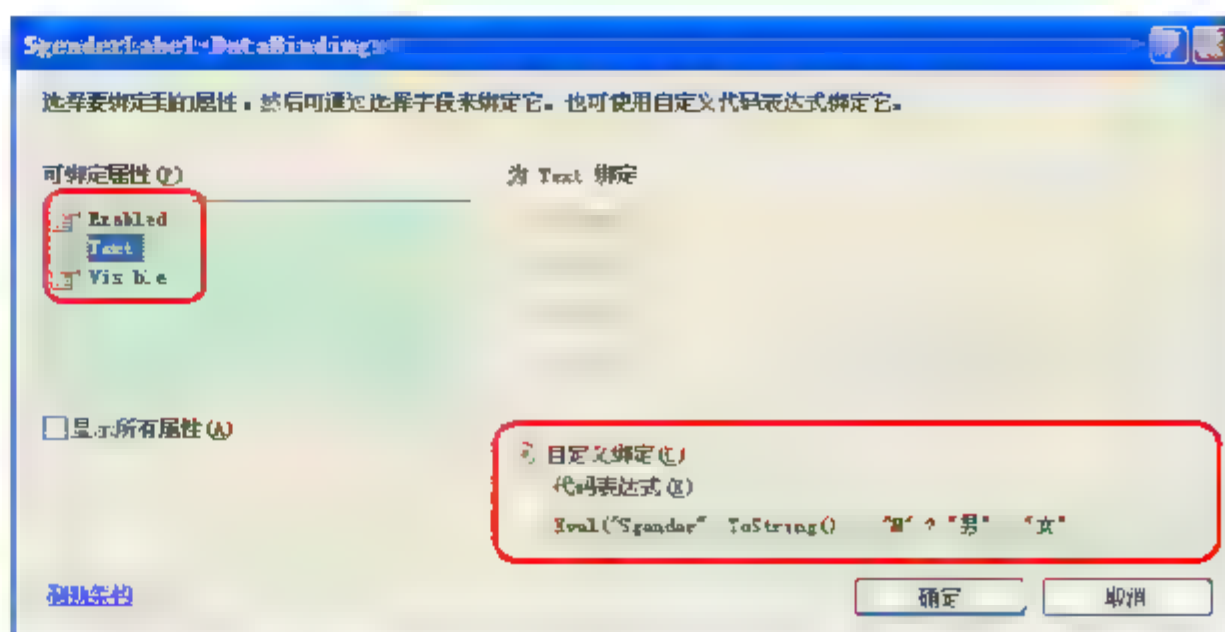 SgenderLabel DataBindings
选择要绑定到的属性。然后可通过选择字段来绑定它。也可使用自定义代码表达式绑定它。
可绑定属性(P)
为 Text 绑定
Enabled
Text
Visible
显示所有属性(A)
自定义绑定(C)
代码表达式(E)
Eval("Sgender" ToString() "M" ? "男" "女"
刷新架构
确定
取消